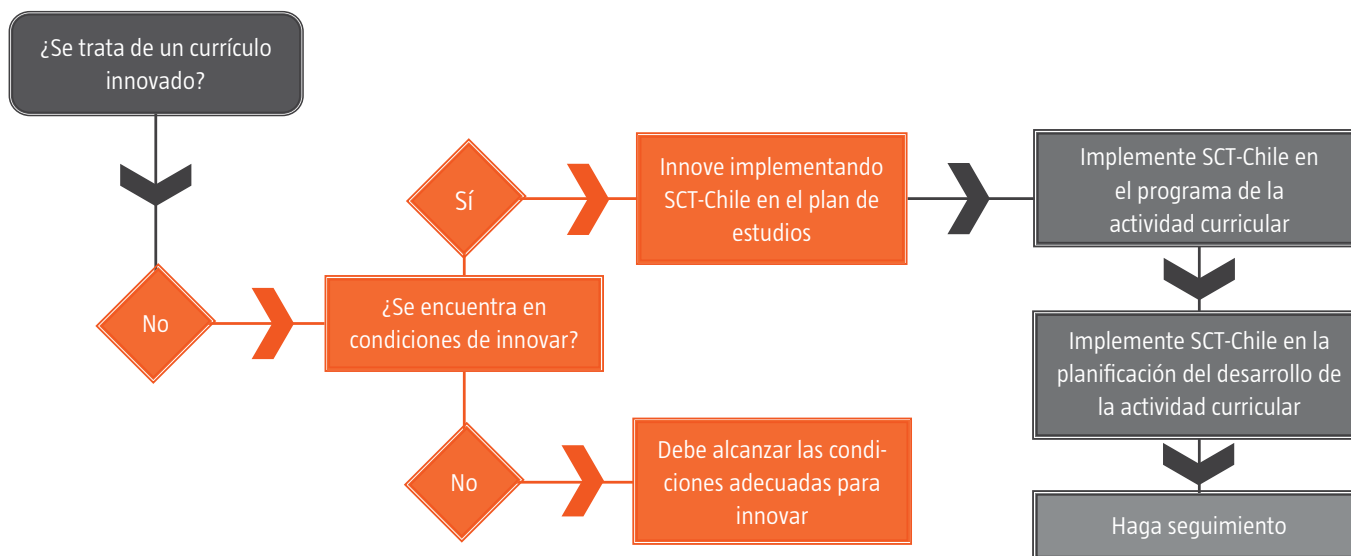 ¿Se trata de un currículo
innovado?
No
¿Se encuentra en
condiciones de innovar?
Sí
Innove implementando
SCT-Chile en el plan de
estudios
Implemente SCT-Chile en
el programa de la
actividad curricular
Implemente SCT-Chile en la
planificación del desarrollo de
la actividad curricular
Haga seguimiento
No
Debe alcanzar las condi-
ciones adecuadas para
innovar